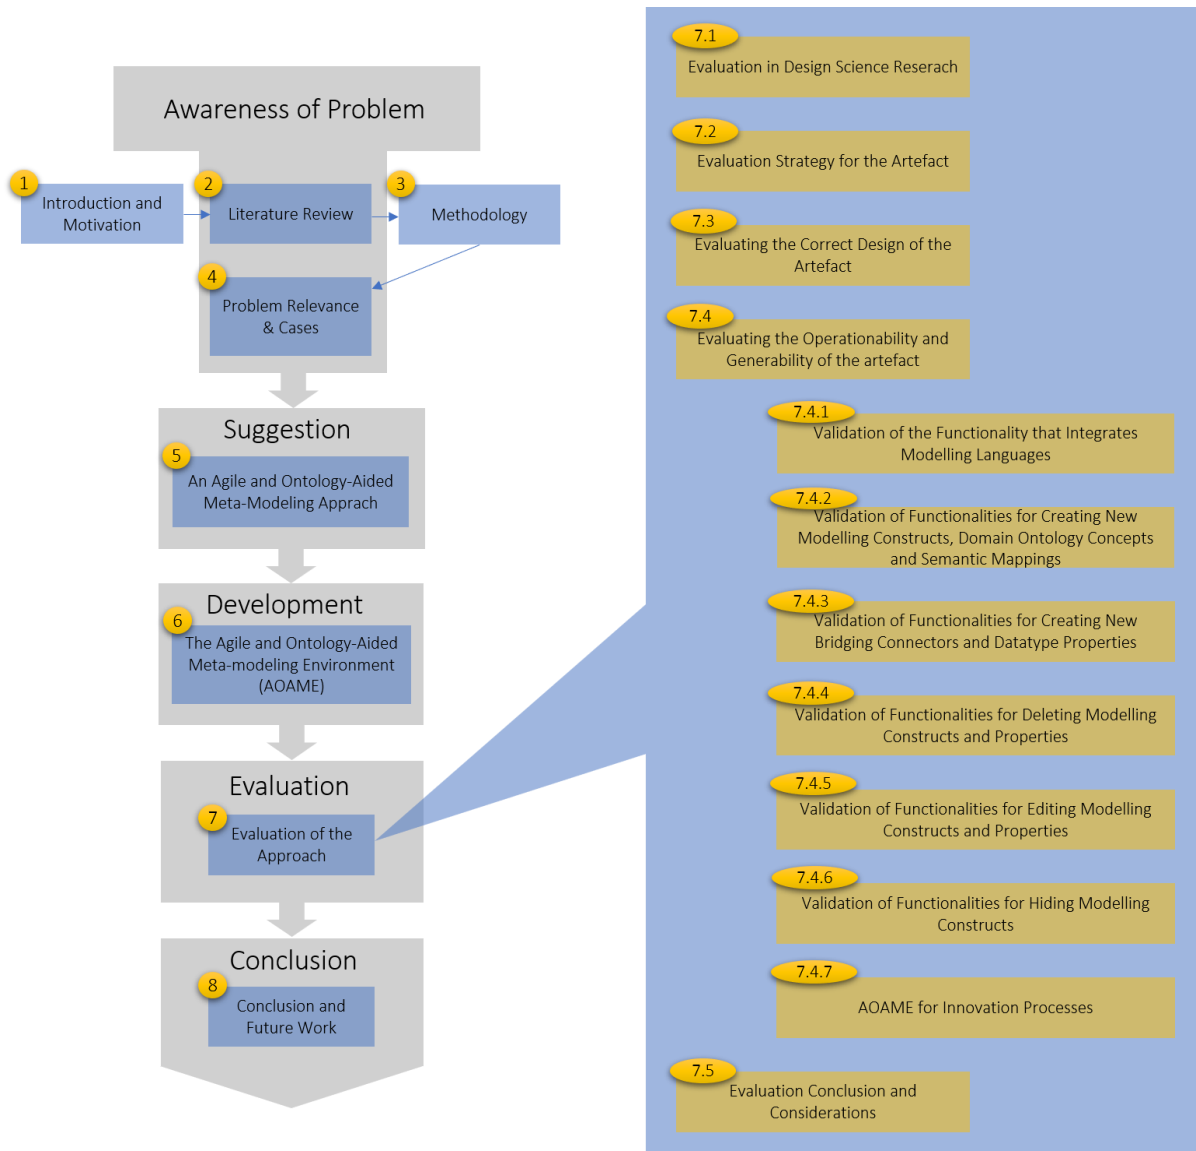 Awareness of Problem
1
Introduction and
Motivation
2
Literature Review
3
Methodology
4
Problem Relevance
& Cases
Suggestion
5
An Agile and Ontology-Aided
Meta-Modeling Apprach
Development
6
The Agile and Ontology-Aided
Meta-modeling Environment
(AOAME)
Evaluation
7
Evaluation of the
Approach
Conclusion
8
Conclusion and
Future Work
7.1
Evaluation in Design Science Reserach
7.2
Evaluation Strategy for the Artefact
7.3
Evaluating the Correct Design of the
Artefact
7.4
Evaluating the Operationability and
Generability of the artefact
7.4.1
Validation of the Functionality that Integrates
Modelling Languages
7.4.2
Validation of Functionalities for Creating New
Modelling Constructs, Domain Ontology Concepts
and Semantic Mappings
7.4.3
Validation of Functionalities for Creating New
Bridging Connectors and Datatype Properties
7.4.4
Validation of Functionalities for Deleting Modelling
Constructs and Properties
7.4.5
Validation of Functionalities for Editing Modelling
Constructs and Properties
7.4.6
Validation of Functionalities for Hiding Modelling
Constructs
7.4.7
AOAME for Innovation Processes
7.5
Evaluation Conclusion and
Considerations